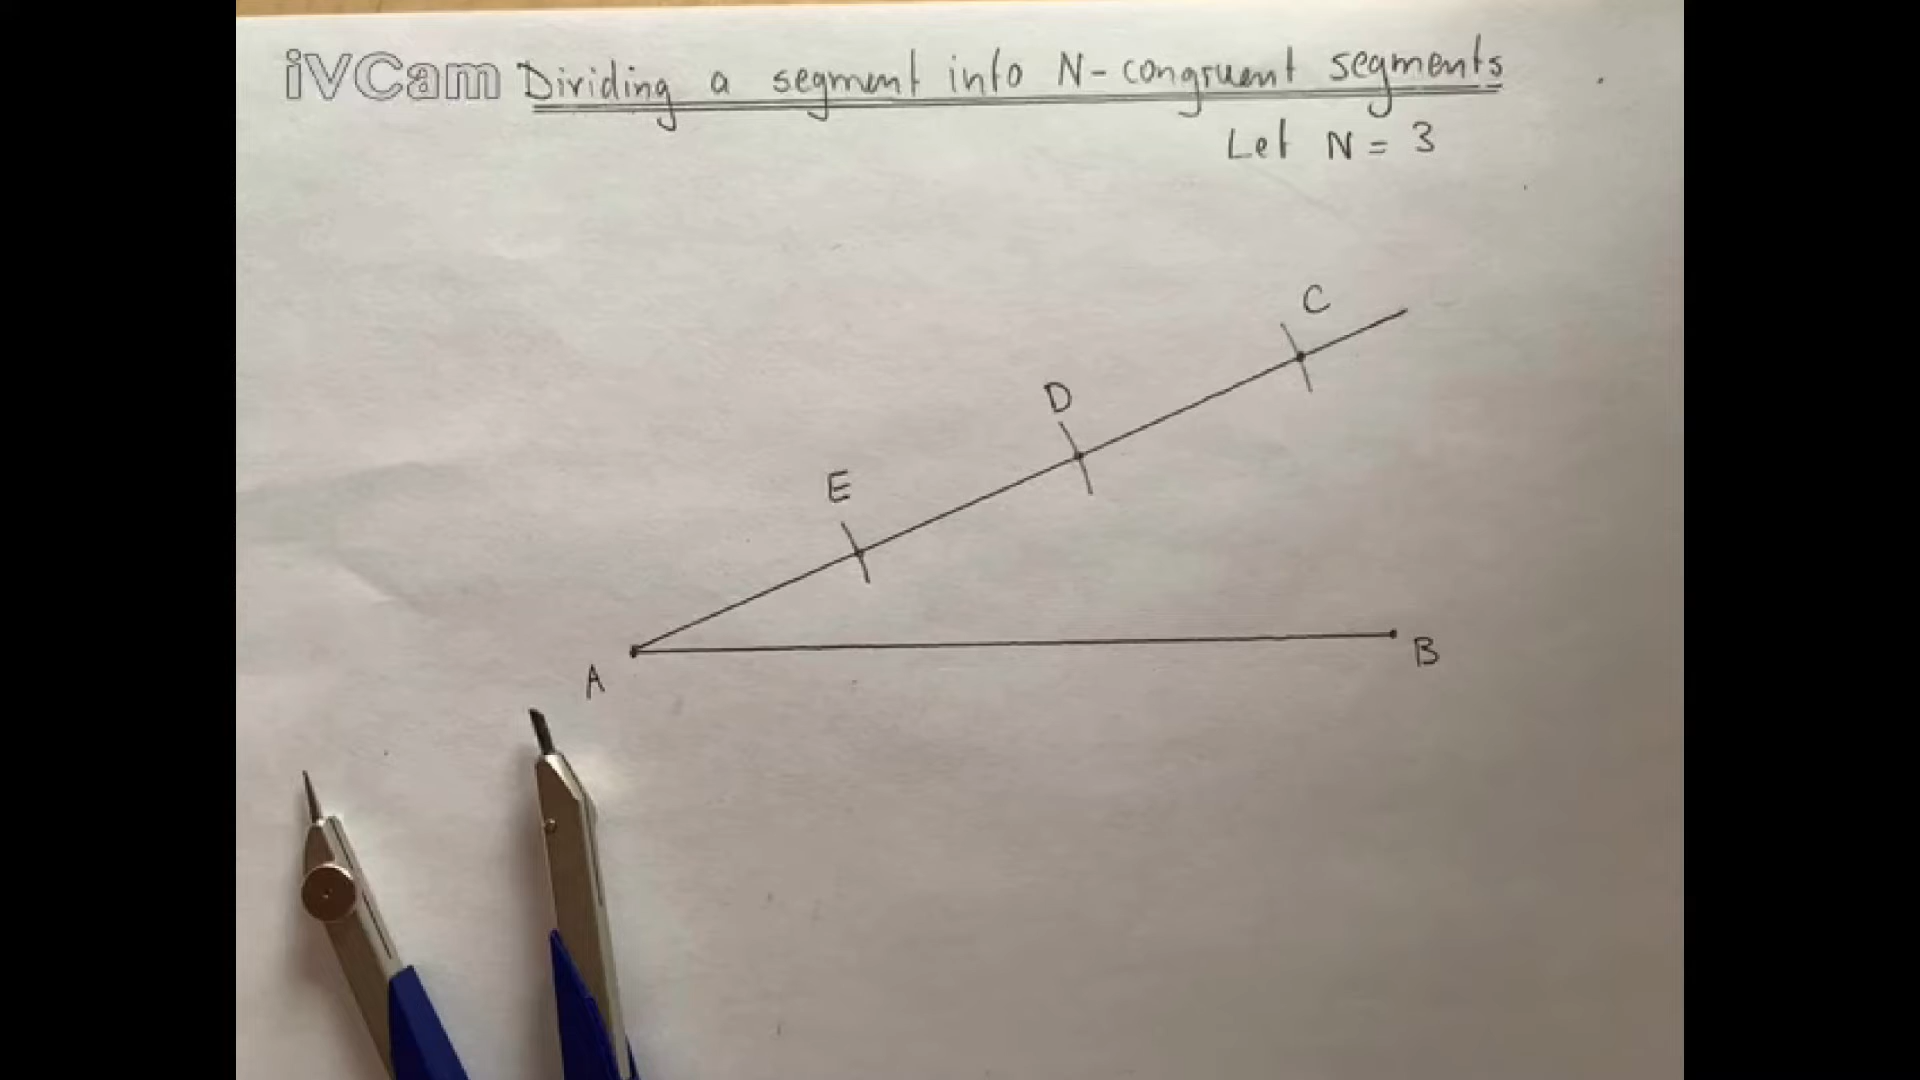 iVCam Dividing a segment into N-congruent segments
Let N = 3
C
D
E
A
B